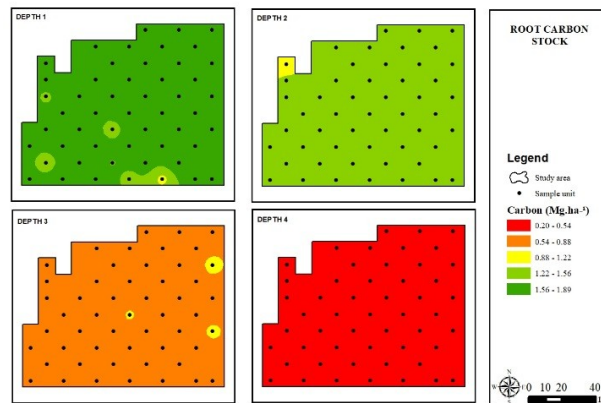 DEPTH 1
DEPTH 2
DEPTH 3
DEPTH 4
ROOT CARBON
STOCK
Legend
Study area
Sample unit
Carbon (Mg.ha⁻¹)
0.20 - 0.54
0.54 - 0.88
0.88 - 1.22
1.22 - 1.56
1.56 - 1.89
N
0 10 20 40